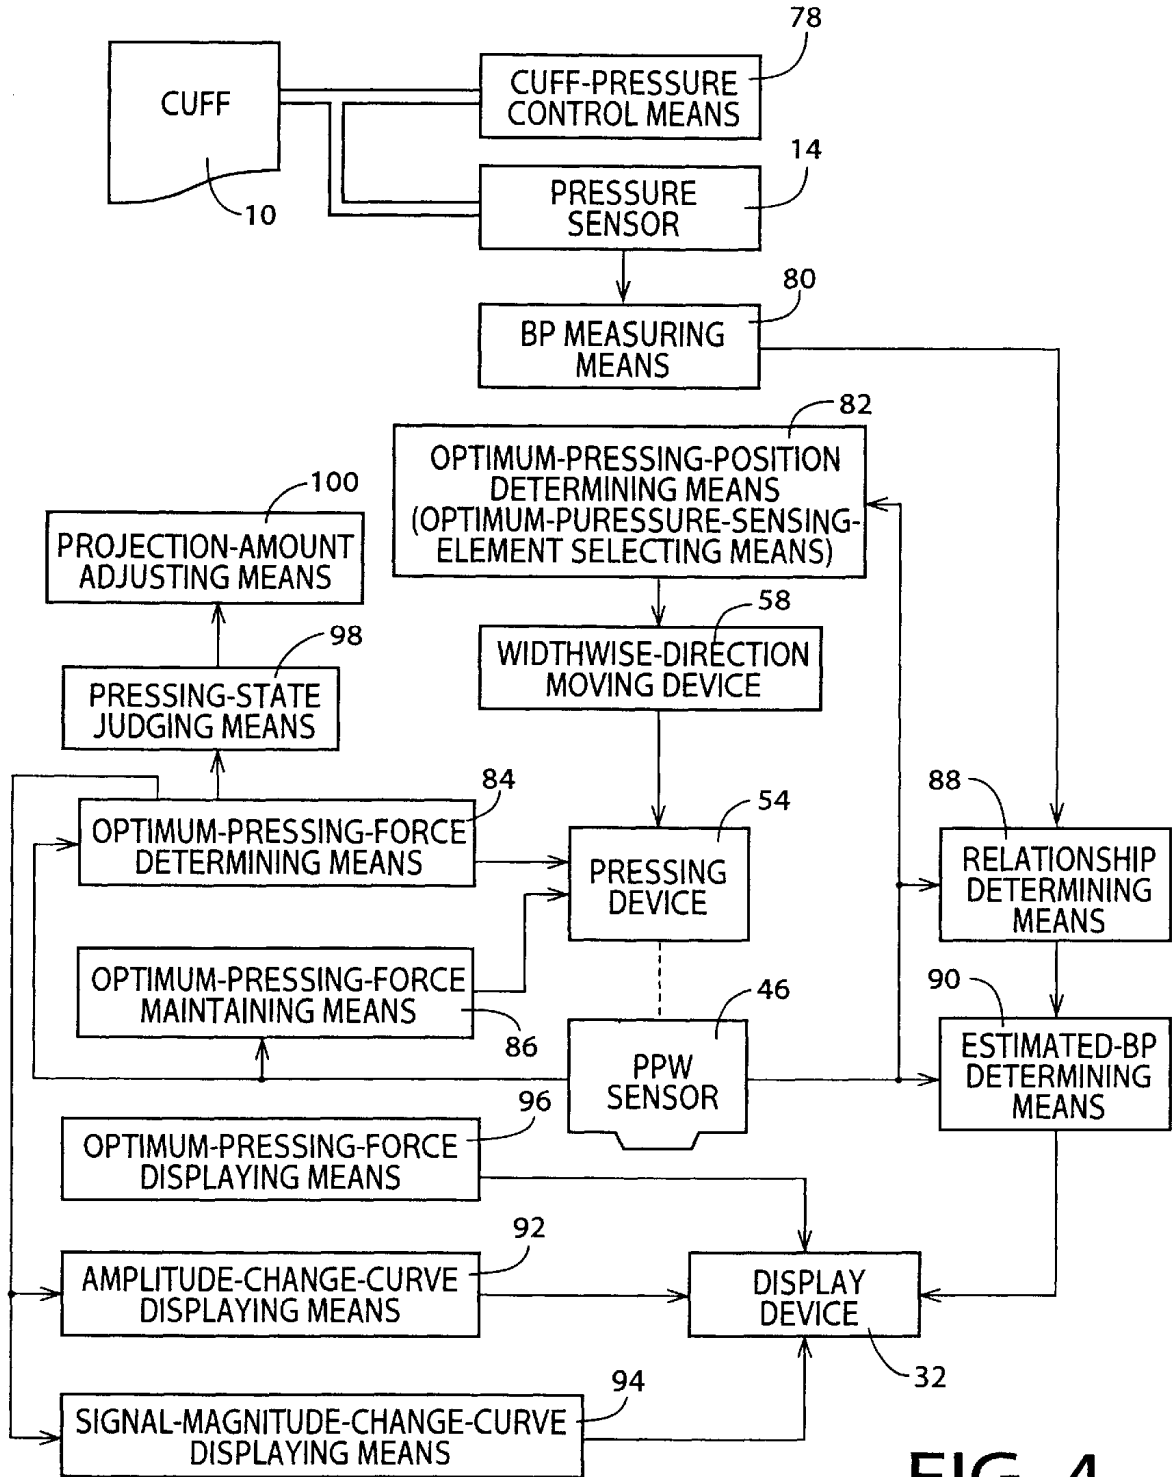 78
CUFF
CUFF-PRESSURE
CONTROL MEANS
10
14
PRESSURE
SENSOR
80
BP MEASURING
MEANS
82
OPTIMUM-PRESSING-POSITION
DETERMINING MEANS
(OPTIMUM-PURESSURE-SENSING-
ELEMENT SELECTING MEANS)
100
PROJECTION-AMOUNT
ADJUSTING MEANS
58
WIDTHWISE-DIRECTION
MOVING DEVICE
98
PRESSING-STATE
JUDGING MEANS
84
OPTIMUM-PRESSING-FORCE
DETERMINING MEANS
54
PRESSING
DEVICE
88
RELATIONSHIP
DETERMINING
MEANS
OPTIMUM-PRESSING-FORCE
MAINTAINING MEANS
86
46
PPW
SENSOR
90
ESTIMATED-BP
DETERMINING
MEANS
96
OPTIMUM-PRESSING-FORCE
DISPLAYING MEANS
92
AMPLITUDE-CHANGE-CURVE
DISPLAYING MEANS
DISPLAY
DEVICE
32
94
SIGNAL-MAGNITUDE-CHANGE-CURVE
DISPLAYING MEANS
FIG. 4